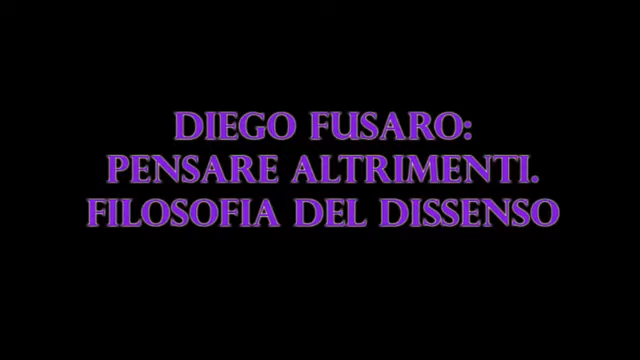 DIEGO FUSARO:
PENSARE ALTRIMENTI.
FILOSOFIA DEL DISSENSO